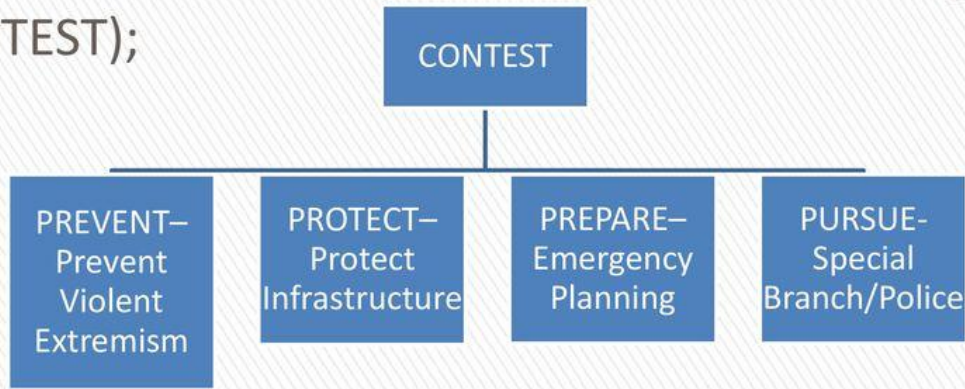 TEST);
CONTEST
PREVENT–
Prevent
Violent
Extremism
PROTECT–
Protect
Infrastructure
PREPARE–
Emergency
Planning
PURSUE-
Special
Branch/Police